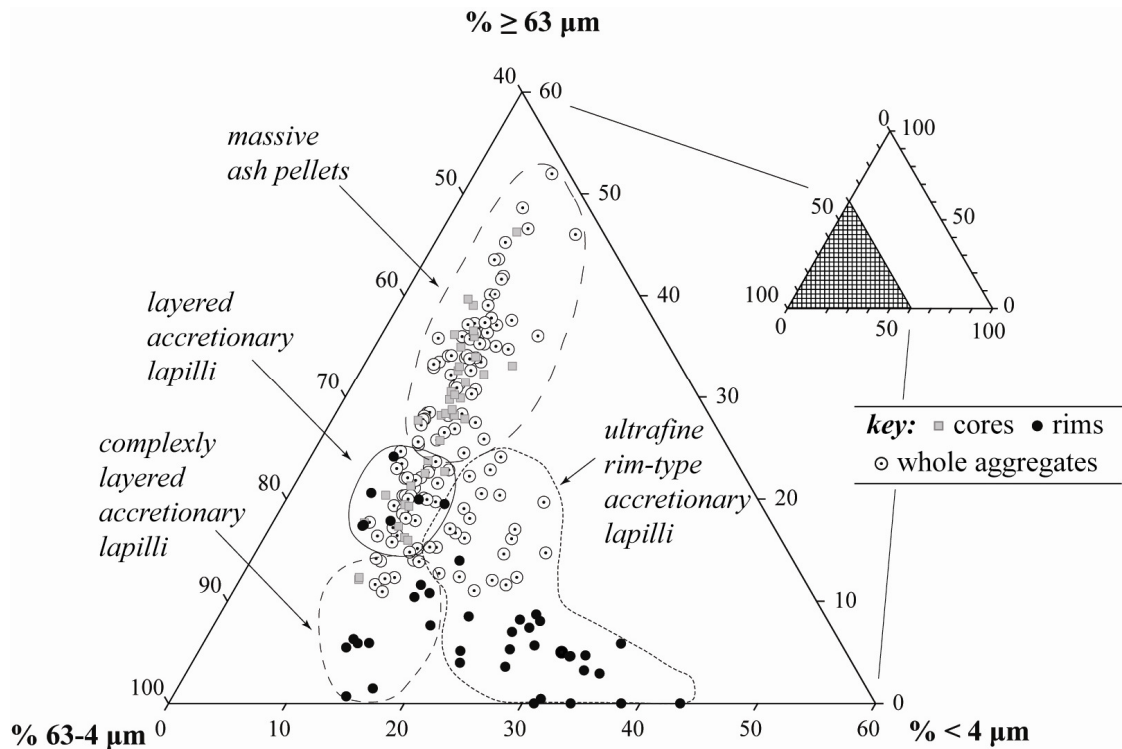 % ≥ 63 μm
40 60
massive
ash pellets
50 50
layered
accretionary
lapilli
60 40
complexly
layered
accretionary
lapilli
70 30
ultrafine
rim-type
accretionary
lapilli
80 20
90 10
100 0
0 10 20 30 40 50 60
% 63-4 μm
% < 4 μm
0 100
50 50
100 0
0 50 100
key: cores rims
whole aggregates